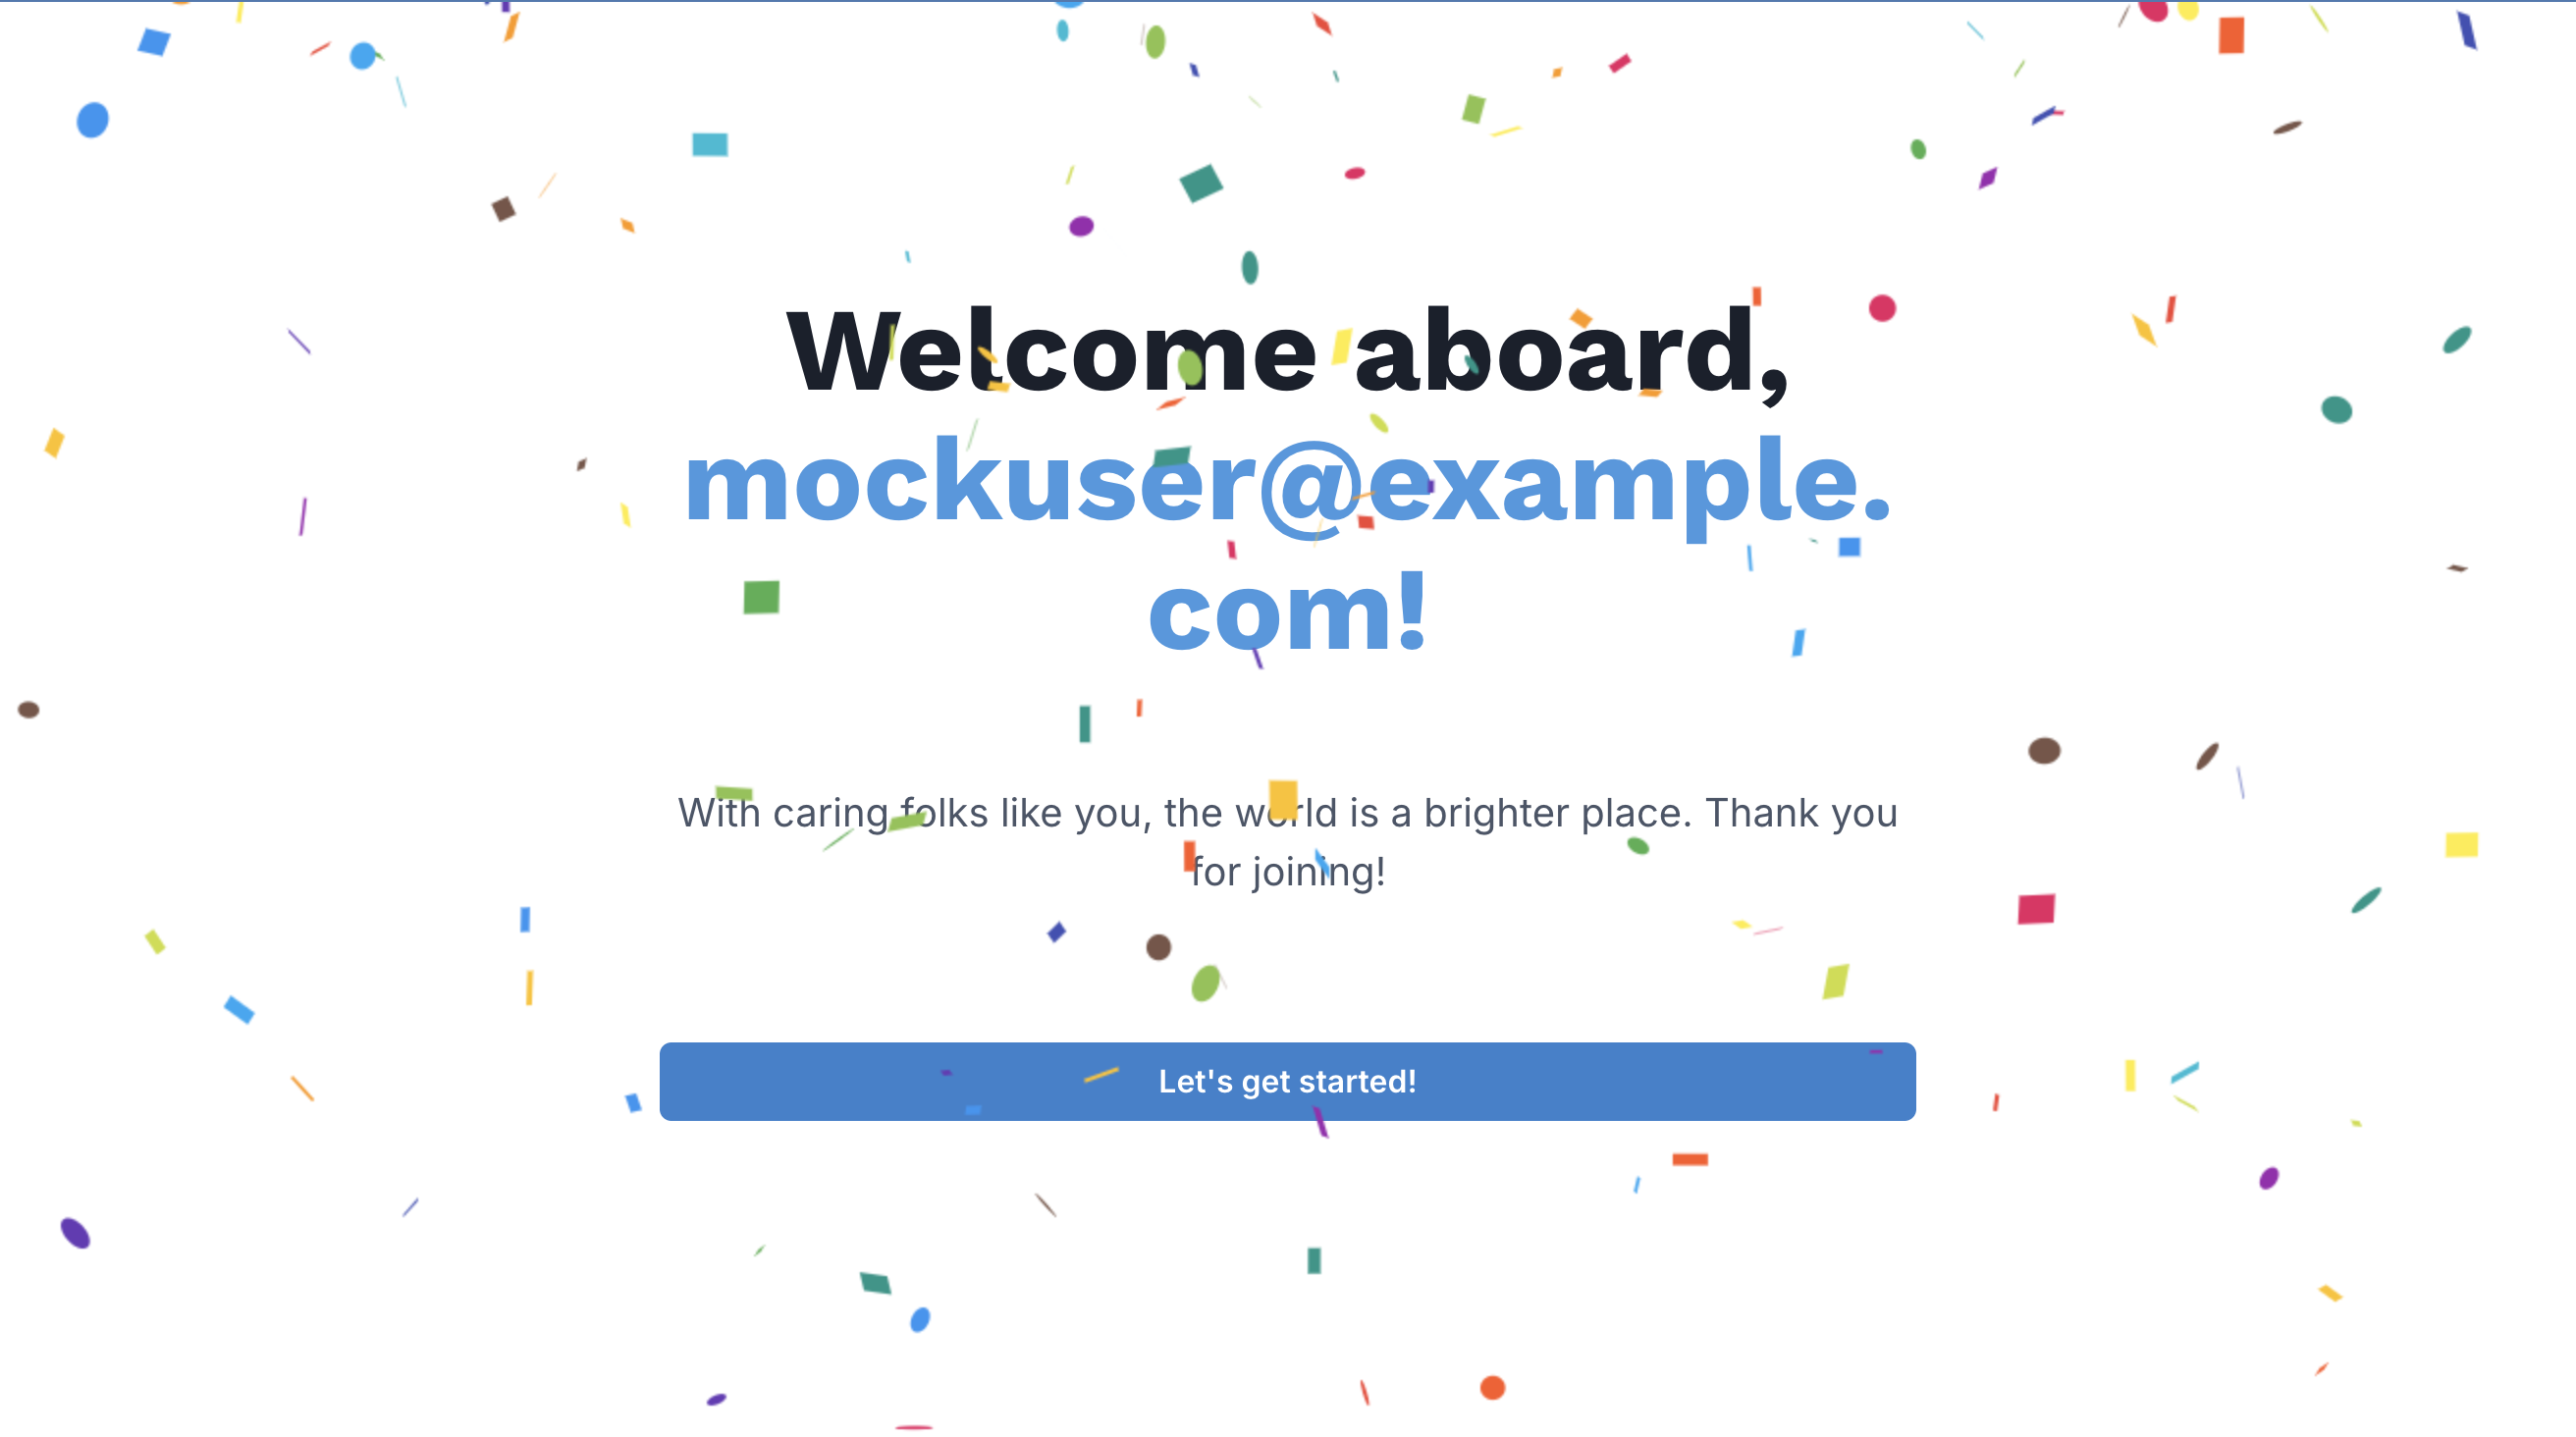 Welcome aboard,
mockuser@example.
com!
With caring folks like you, the world is a brighter place. Thank you
for joining!
Let's get started!